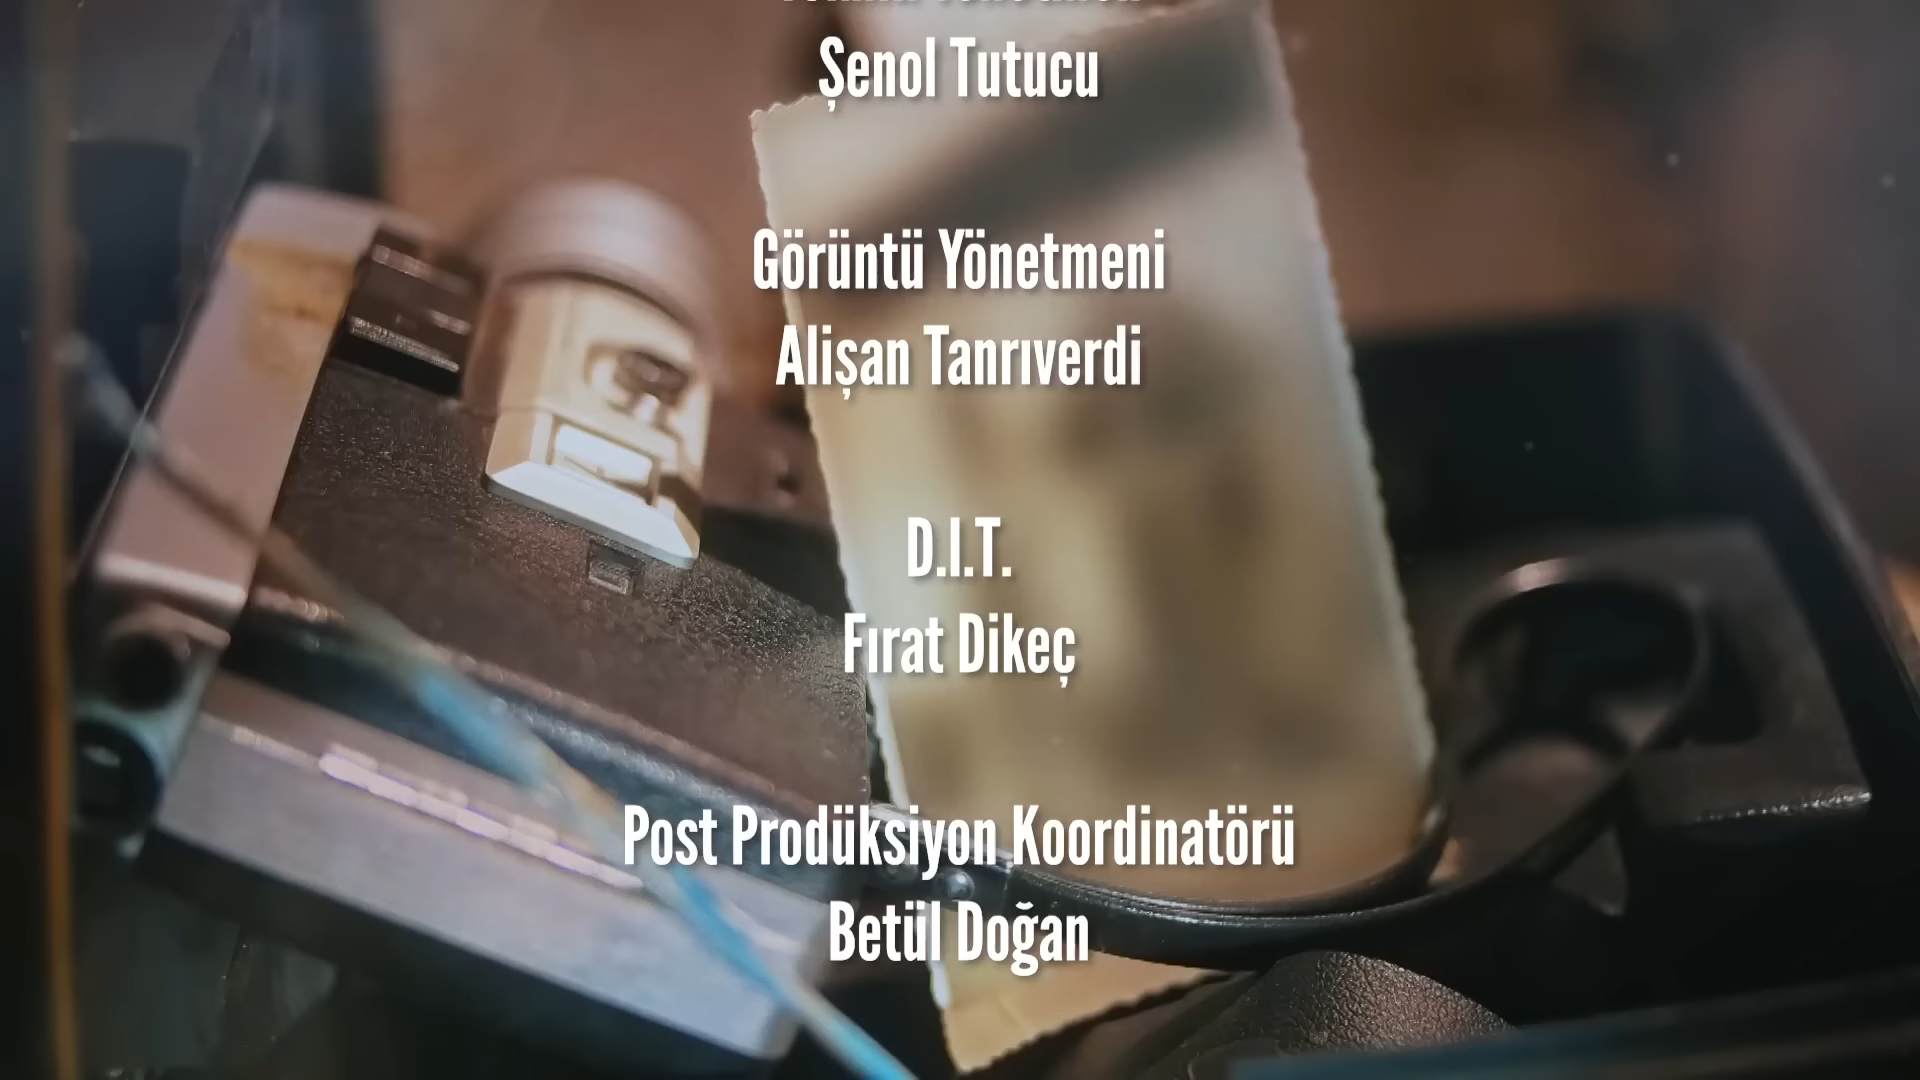 Şenol Tutucu
Görüntü Yönetmeni
Alişan Tanrıverdi
D.I.T.
Fırat Dikeç
Post Prodüksiyon Koordinatörü
Betül Doğan